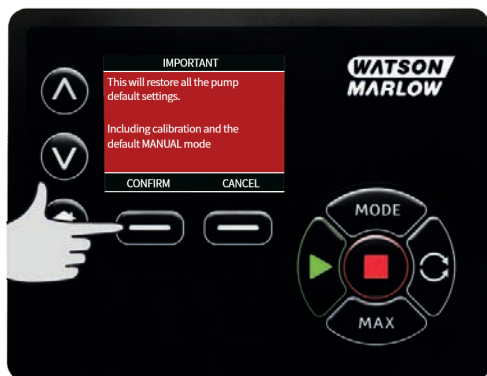 IMPORTANT
This will restore all the pump
default settings.
Including calibration and the
default MANUAL mode
CONFIRM CANCEL
WATSON
MARLOW
MODE
MAX